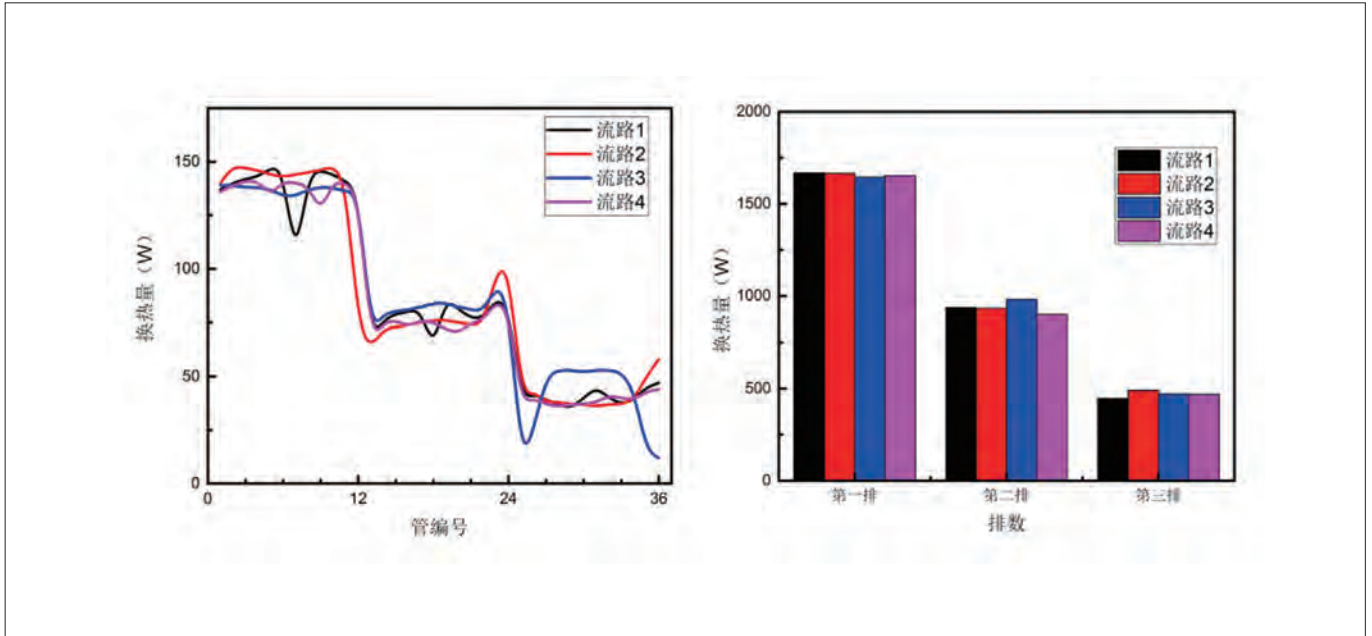 流路1
流路2
流路3
流路4
150
100
50
0
换热量（W）
0
12
24
36
管编号
流路1
流路2
流路3
流路4
2000
1500
1000
500
0
换热量（W）
第一排
第二排
第三排
排数